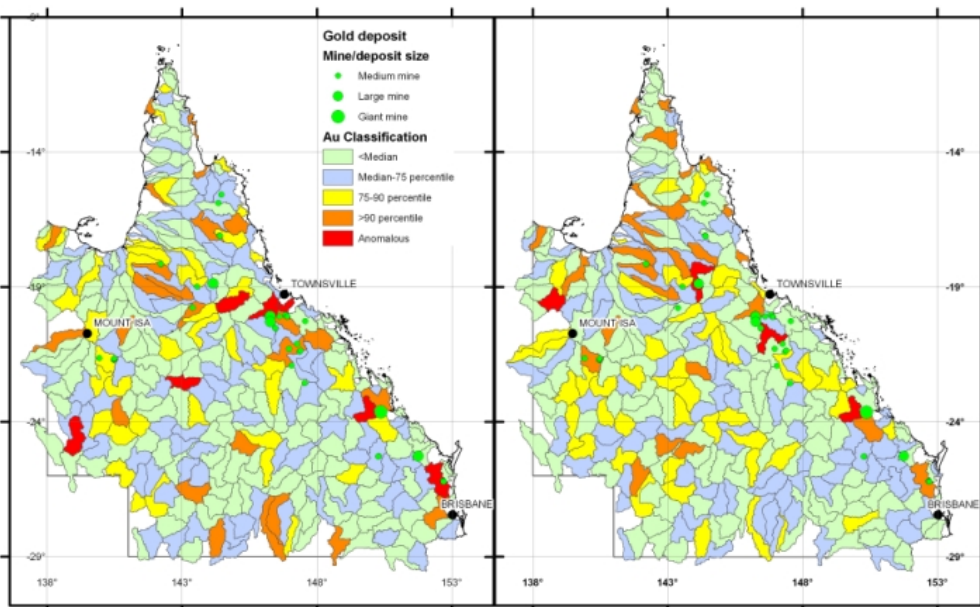 -9°
Gold deposit
Mine/deposit size
Medium mine
Large mine
Giant mine
Au Classification
<Median
Median-75 percentile
75-90 percentile
>90 percentile
Anomalous
-14°
-14°
-19°
TOWNSVILLE
MOUNT ISA
TOWNSVILLE
-19°
MOUNT ISA
-24°
-24°
BRISBANE
BRISBANE
-29°
-29°
138°
143°
148°
153°
138°
143°
148°
153°